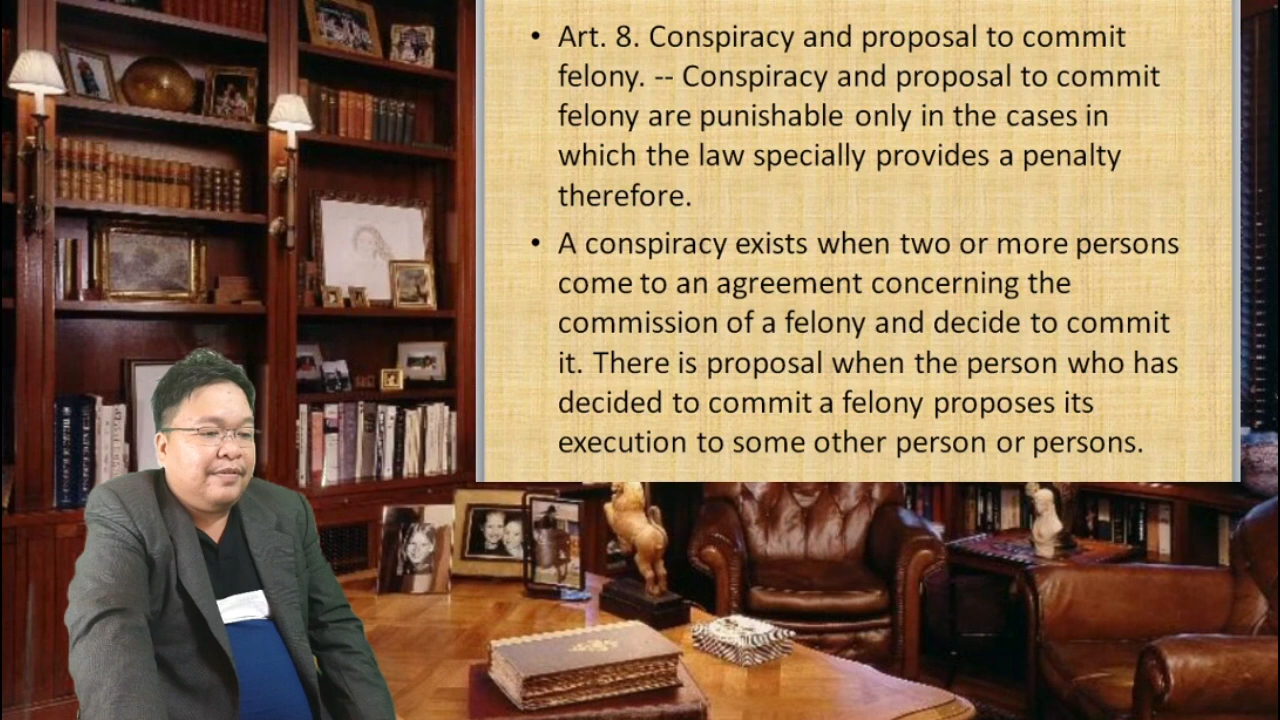 • Art. 8. Conspiracy and proposal to commit
felony. -- Conspiracy and proposal to commit
felony are punishable only in the cases in
which the law specially provides a penalty
therefore.
• A conspiracy exists when two or more persons
come to an agreement concerning the
commission of a felony and decide to commit
it. There is proposal when the person who has
decided to commit a felony proposes its
execution to some other person or persons.